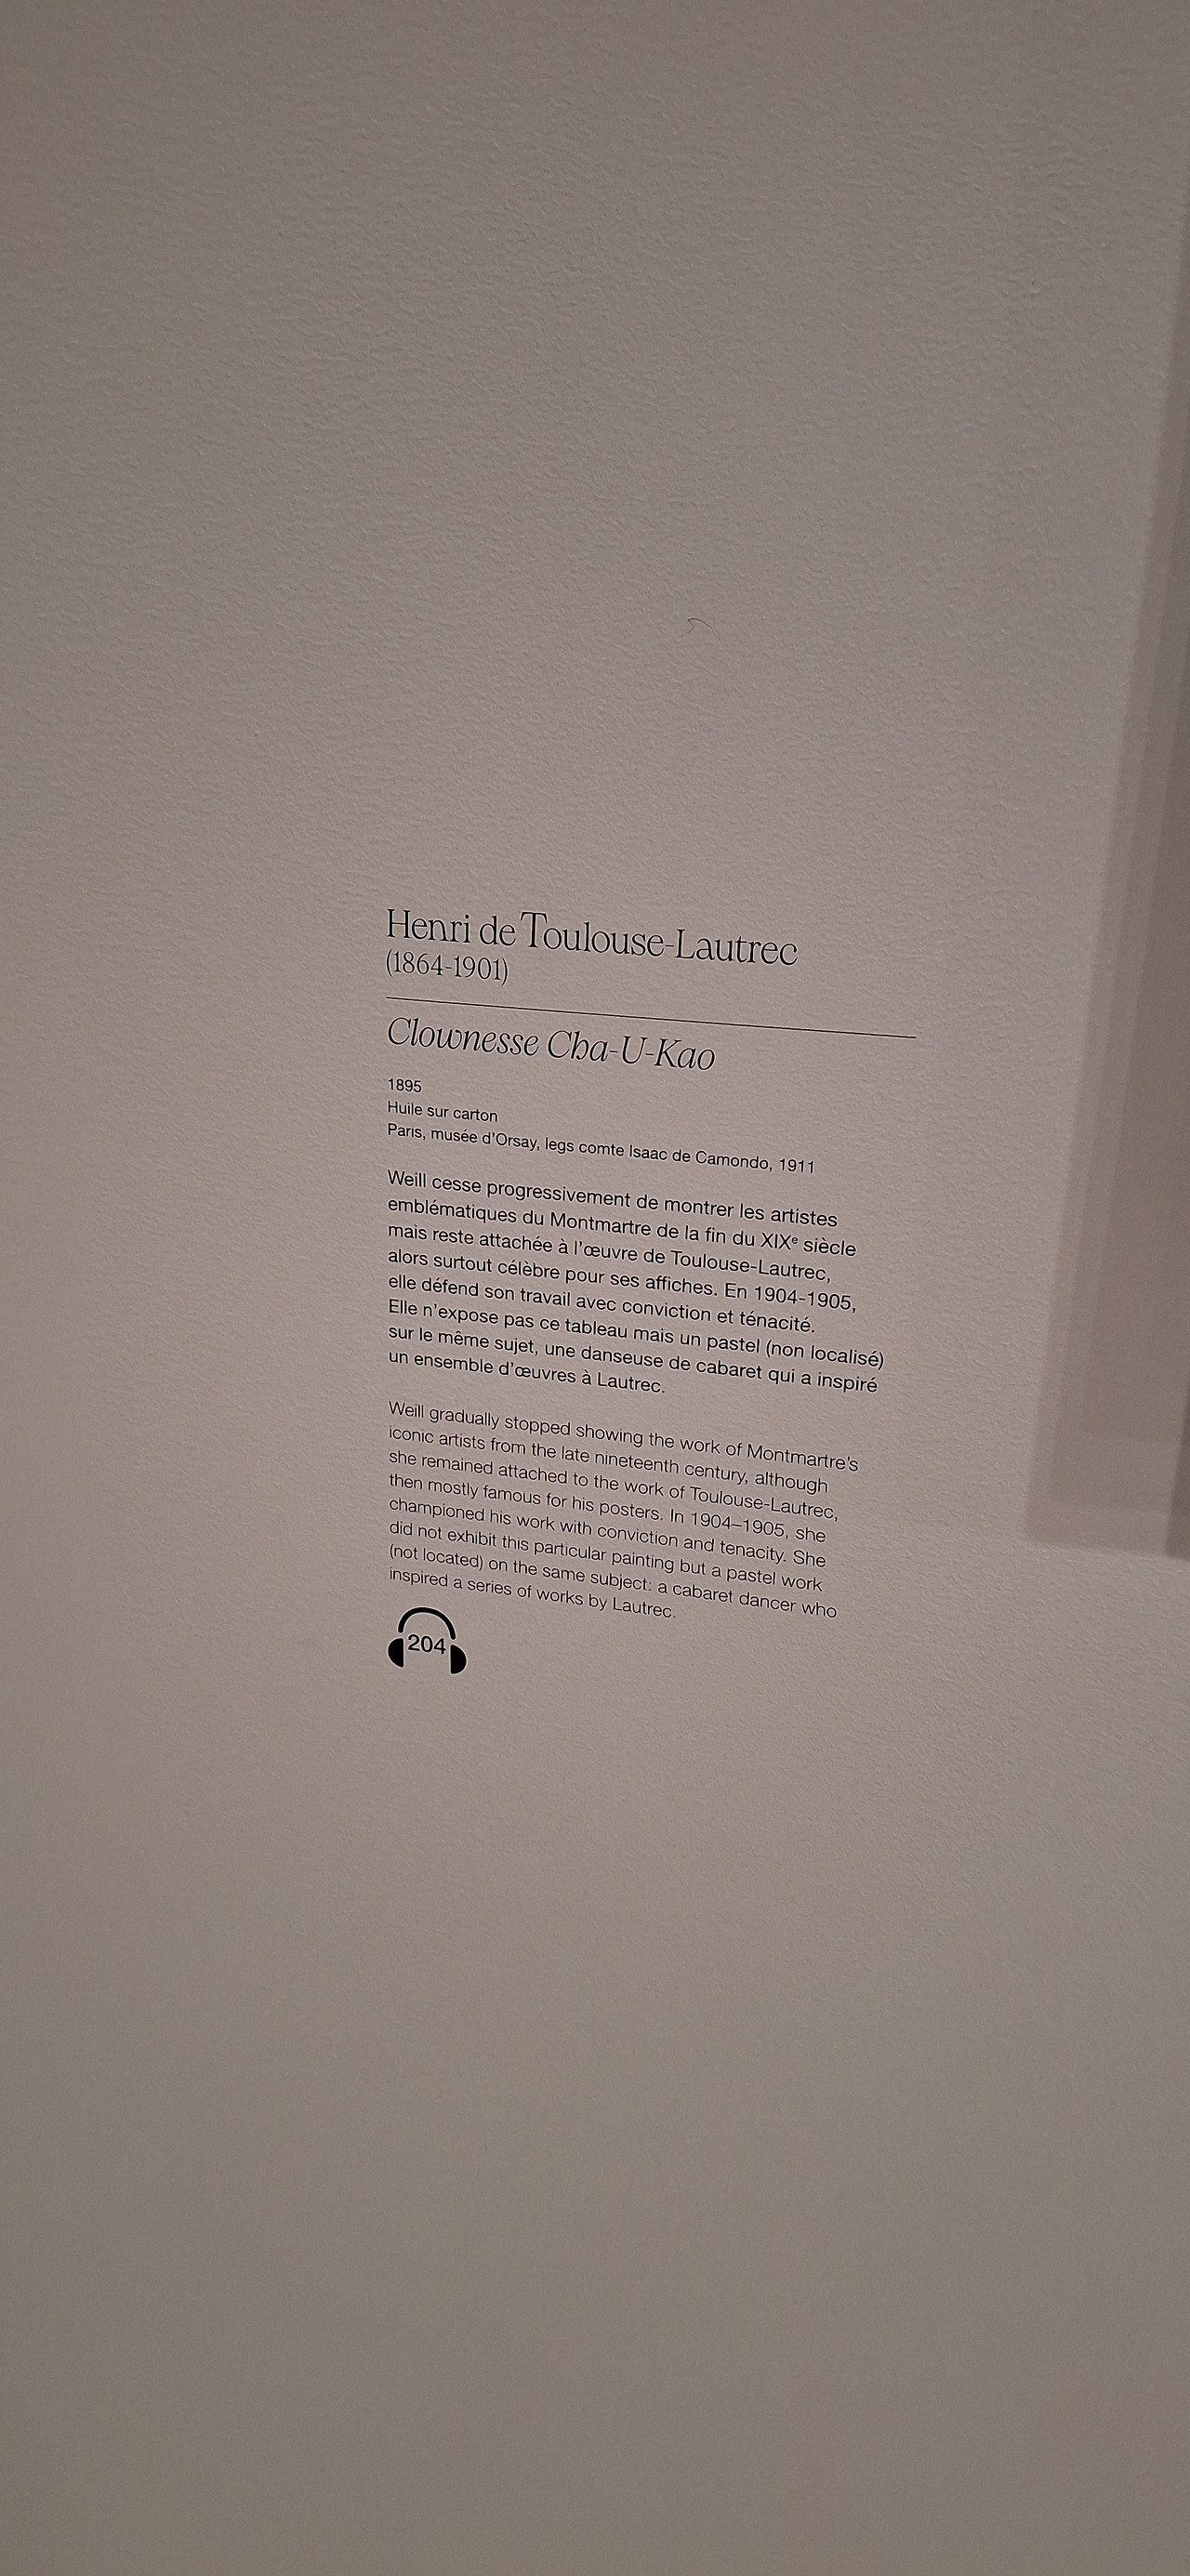 Henri de Toulouse-Lautrec
(1864-1901)
Clownesse Cha-U-Kao
1895
Huile sur carton
Paris, musée d'Orsay, legs comte Isaac de Camondo, 1911
Weill cesse progressivement de montrer les artistes
emblématiques du Montmartre de la fin du XIXᵉ siècle
mais reste attachée à l'œuvre de Toulouse-Lautrec,
alors surtout célèbre pour ses affiches. En 1904-1905,
elle défend son travail avec conviction et ténacité.
Elle n'expose pas ce tableau mais un pastel (non localisé)
sur le même sujet, une danseuse de cabaret qui a inspiré
un ensemble d'œuvres à Lautrec.
Weill gradually stopped showing the work of Montmartre's
iconic artists from the late nineteenth century, although
she remained attached to the work of Toulouse-Lautrec,
then mostly famous for his posters. In 1904–1905, she
championed his work with conviction and tenacity. She
did not exhibit this particular painting but a pastel work
(not located) on the same subject: a cabaret dancer who
inspired a series of works by Lautrec.
204